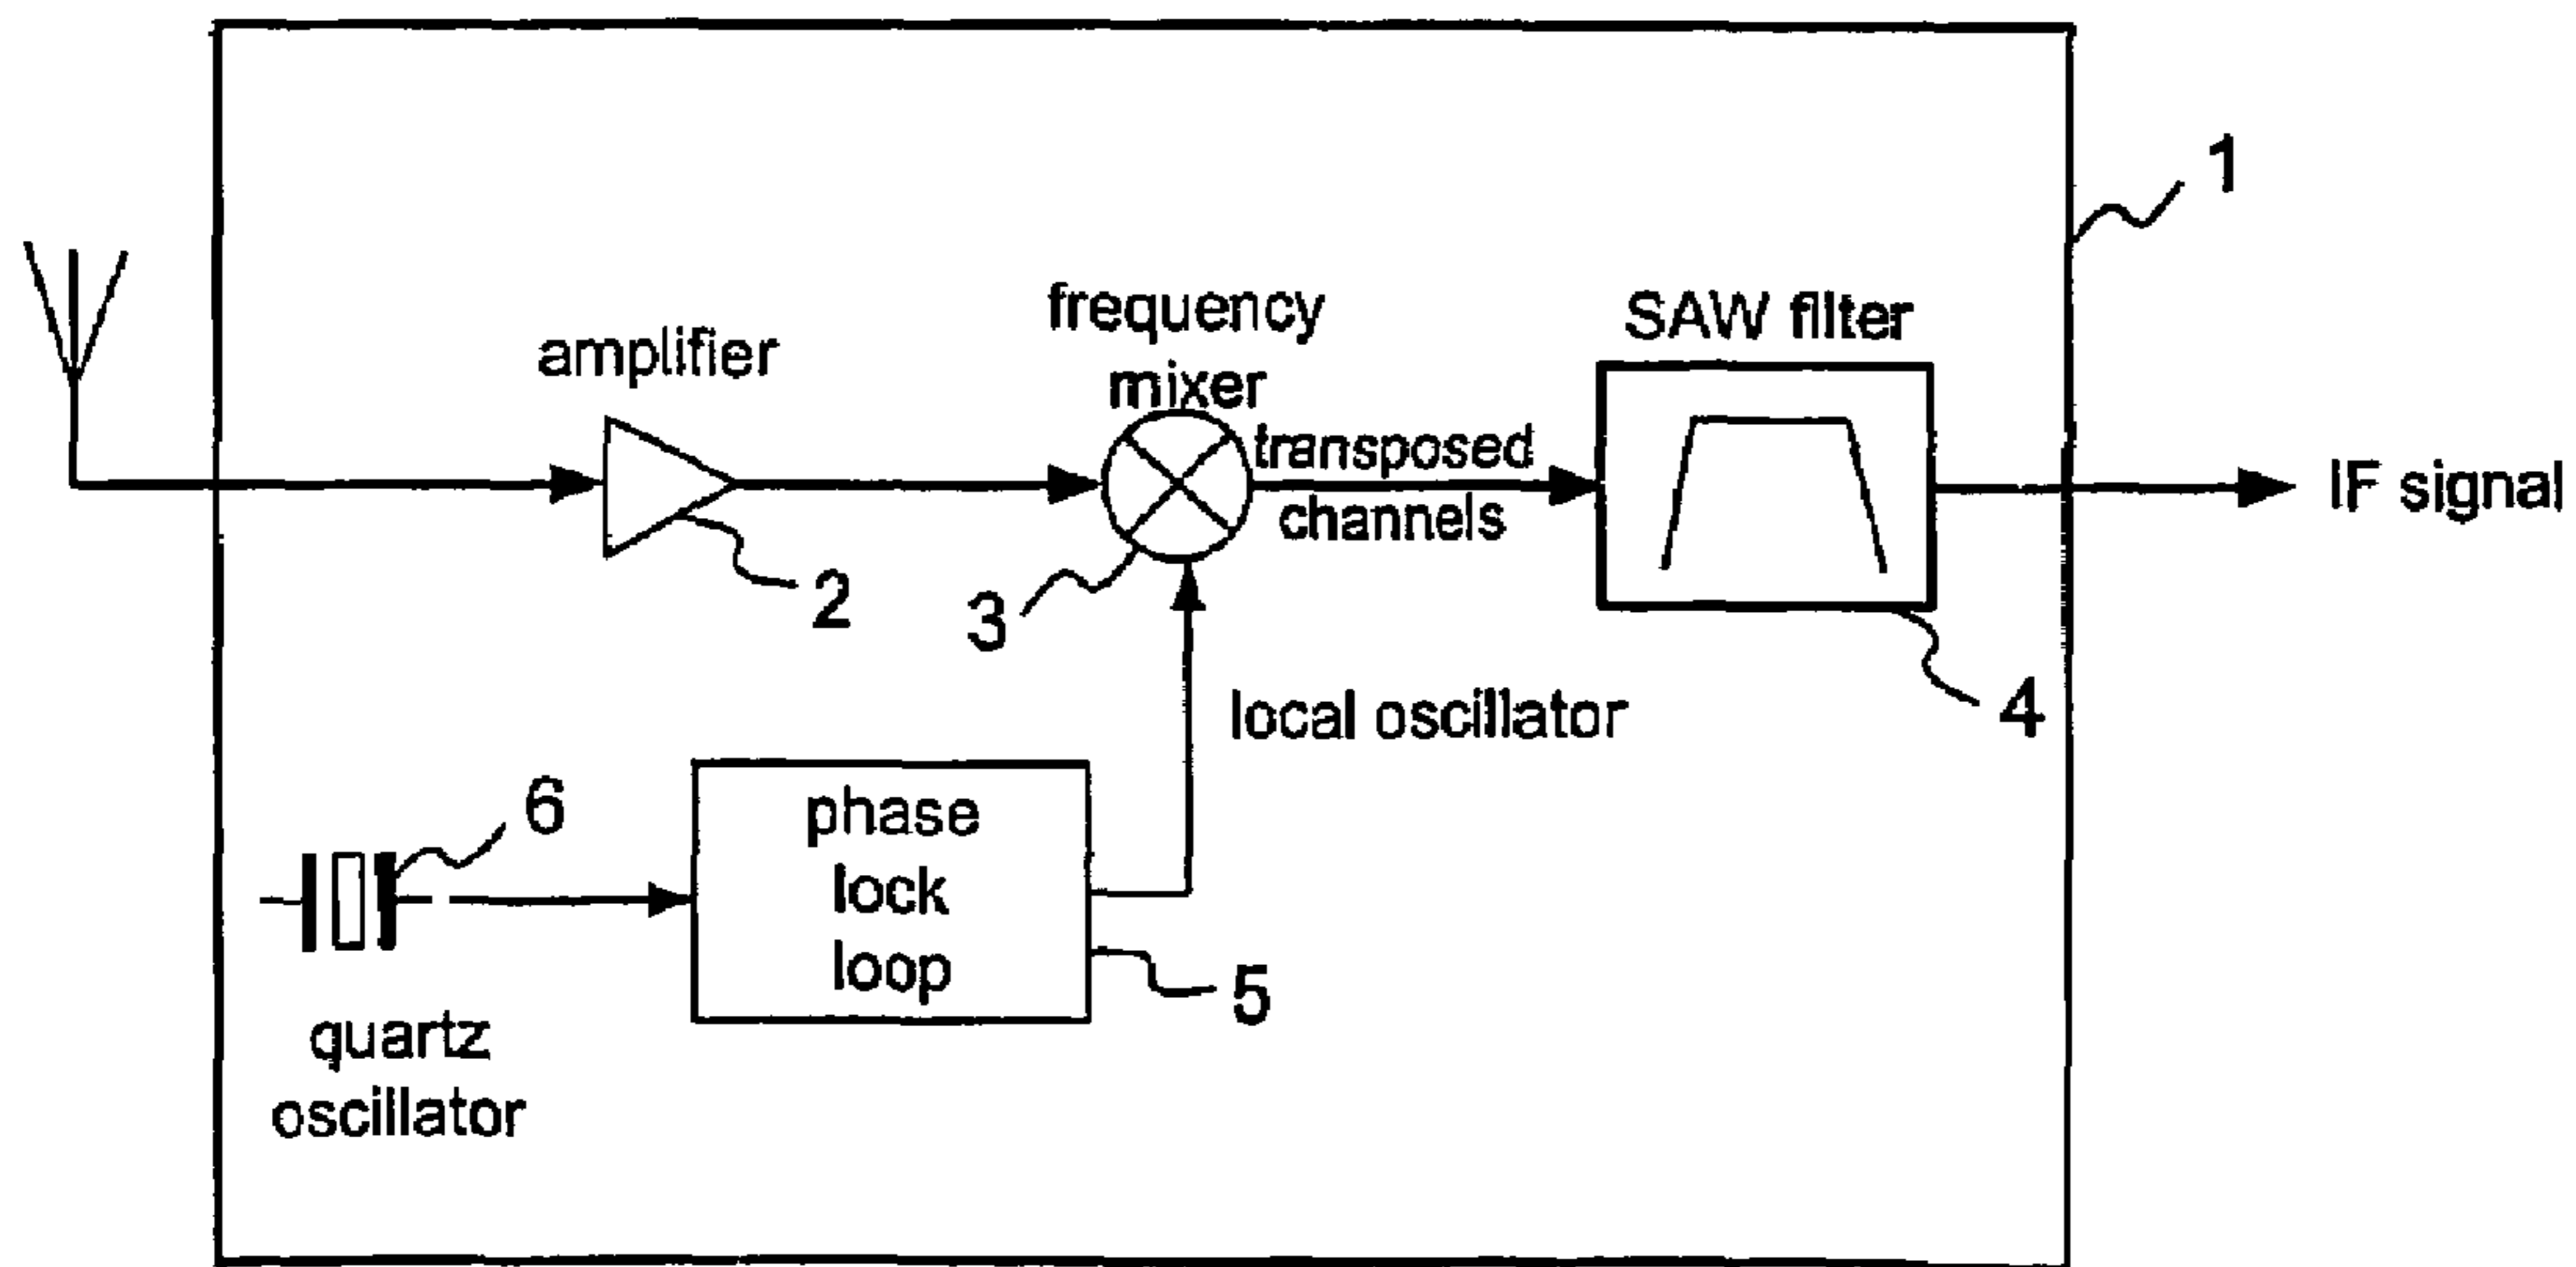 1
frequency
mixer
SAW filter
amplifier
transposed
channels
IF signal
2
3
4
local oscillator
6
phase
lock
loop
5
quartz
oscillator